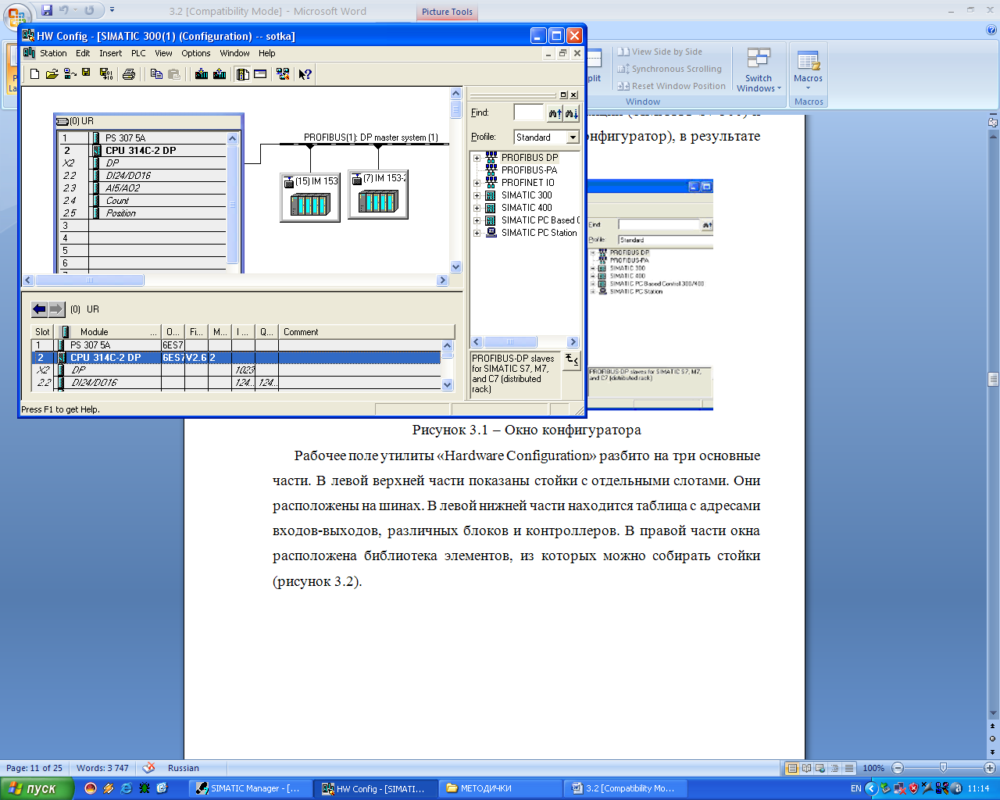 3.2 [Compatibility Mode] - Microsoft Word
Picture Tools
HW Config - [SIMATIC 300(1) (Configuration) -- sotka]
Station Edit Insert PLC View Options Window Help
View Side by Side
Synchronous Scrolling
Reset Window Position
Switch Windows
Macros
Window
Macros
(0) UR
1 PS 307 5A
2 CPU 314C-2 DP
X2 DP
2.2 DI24/DO16
2.3 AI5/AO2
2.4 Count
2.5 Position
3
4
5
6
PROFIBUS(1): DP master system (1)
(15) IM 153
(7) IM 153-2
Find:
Profile: Standard
PROFIBUS DP
PROFIBUS-PA
PROFINET IO
SIMATIC 300
SIMATIC 400
SIMATIC PC Based C
SIMATIC PC Station
PROFIBUS-DP slaves
for SIMATIC S7, M7,
and C7 (distributed
rack)
(0) UR
Slot Module ... O... Fi... M... I ... Q... Comment
1 PS 307 5A 6ES7
2 CPU 314C-2 DP 6ES7 V2.6 2
X2 DP 1023
2.2 DI24/DO16 124... 124...
Press F1 to get Help.
онфигуратор), в результате
Find:
Profile: Standard
PROFIBUS DP
PROFIBUS-PA
SIMATIC 300
SIMATIC 400
SIMATIC PC Based Control 300/400
SIMATIC PC Station
PROFIBUS-DP slaves for SIMATIC S7, M7,
and C7 (distributed rack)
Рисунок 3.1 – Окно конфигуратора
Рабочее поле утилиты «Hardware Configuration» разбито на три основные
части. В левой верхней части показаны стойки с отдельными слотами. Они
расположены на шинах. В левой нижней части находится таблица с адресами
входов-выходов, различных блоков и контроллеров. В правой части окна
расположена библиотека элементов, из которых можно собирать стойки
(рисунок 3.2).
Page: 11 of 25 Words: 3 747 Russian 100%
пуск SIMATIC Manager - [... HW Config - [SIMATI... МЕТОДИЧКИ 3.2 [Compatibility Mo... EN 11:14